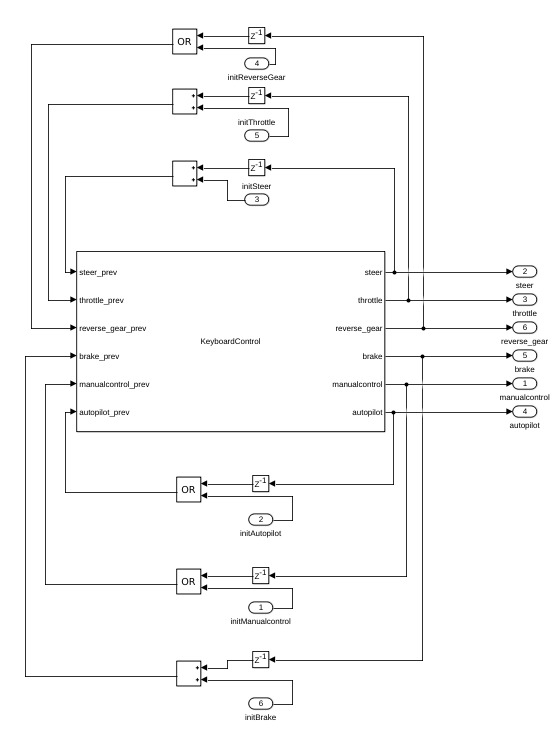 OR
Z-1
4
initReverseGear
+
+
Z-1
initThrottle
5
+
+
Z-1
initSteer
3
steer_prev
steer
2
steer
throttle_prev
throttle
3
throttle
reverse_gear_prev
reverse_gear
6
reverse_gear
KeyboardControl
brake_prev
brake
5
brake
manualcontrol_prev
manualcontrol
1
manualcontrol
autopilot_prev
autopilot
4
autopilot
OR
Z-1
2
initAutopilot
OR
Z-1
1
initManualcontrol
+
+
Z-1
6
initBrake